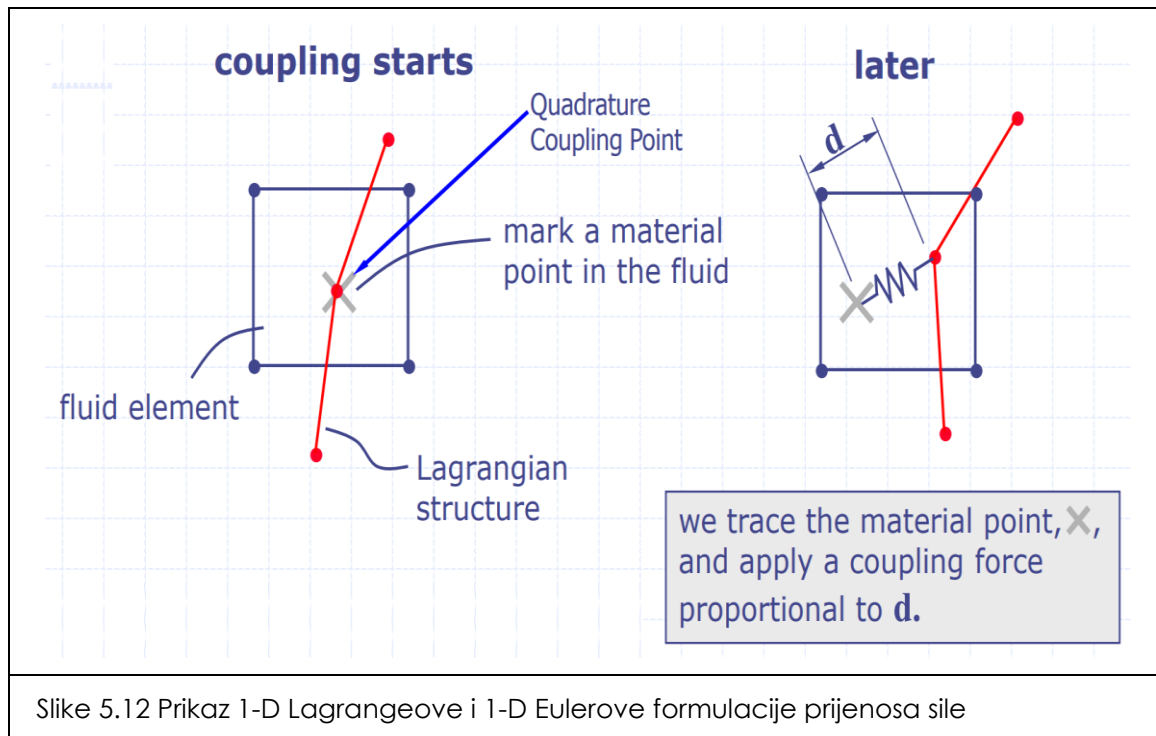 coupling starts
later
Quadrature
Coupling Point
d
mark a material
point in the fluid
fluid element
Lagrangian
structure
we trace the material point, ×,
and apply a coupling force
proportional to d.
Slike 5.12 Prikaz 1-D Lagrangeove i 1-D Eulerove formulacije prijenosa sile